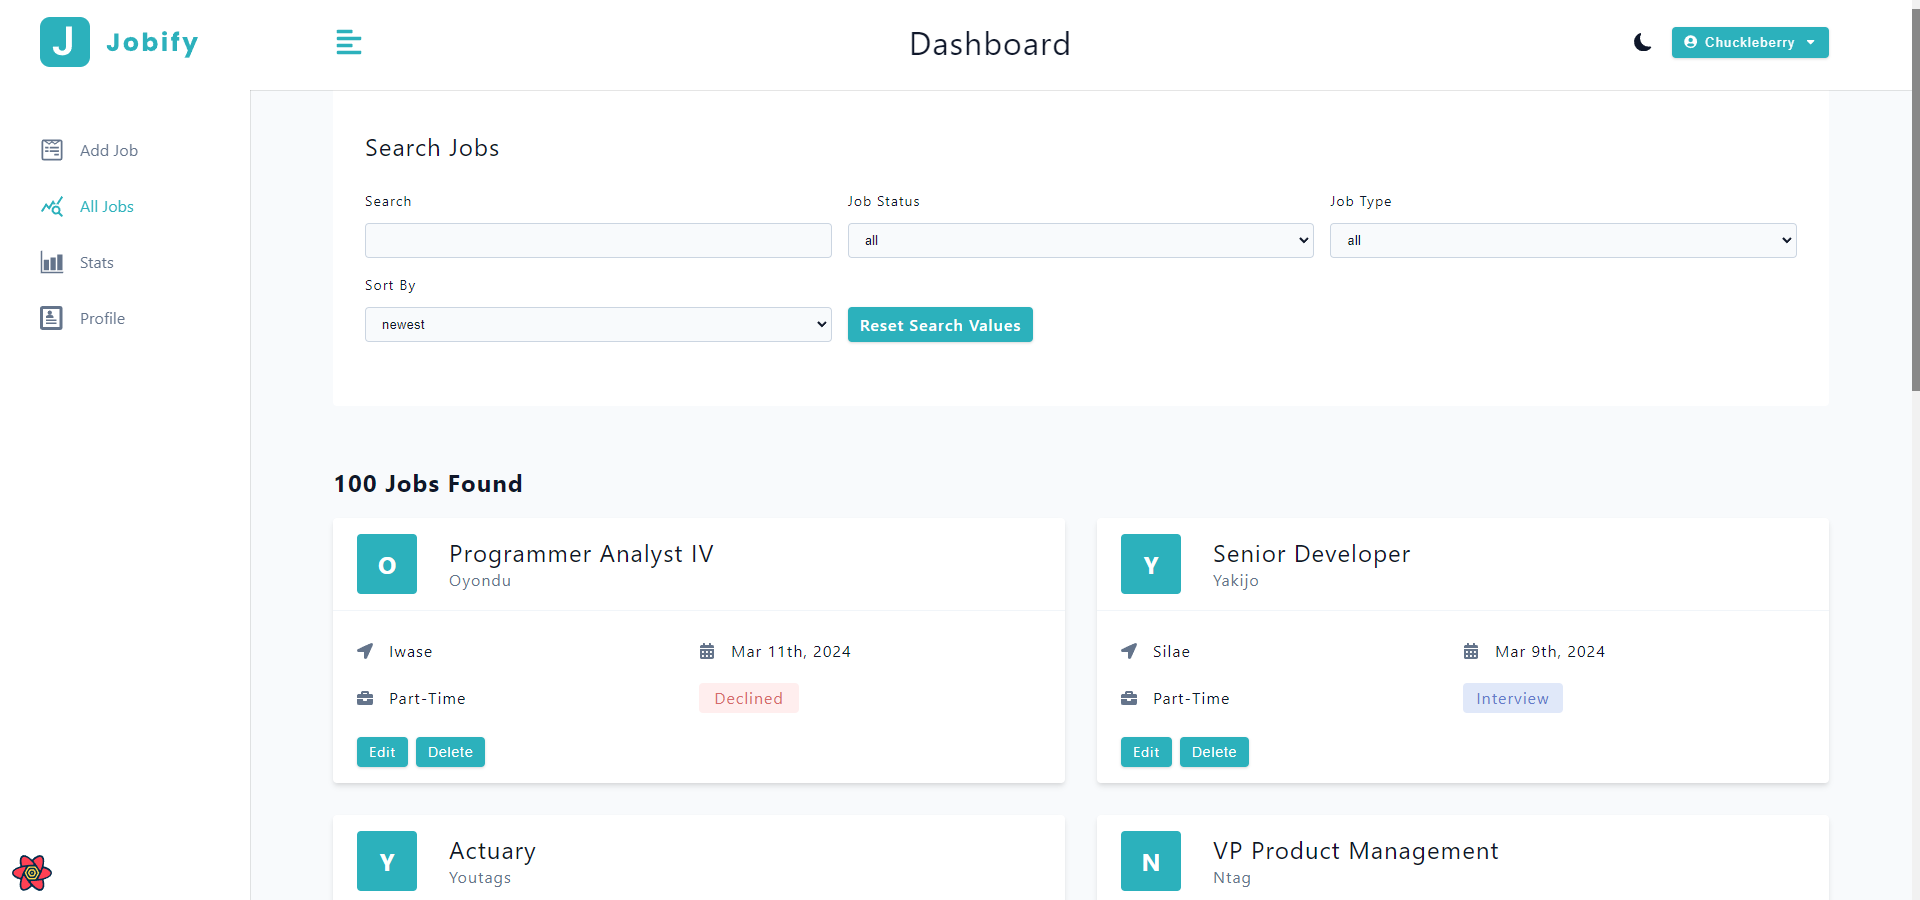 J Jobify
Dashboard
Chuckleberry
Add Job
All Jobs
Stats
Profile
Search Jobs
Search
Job Status
Job Type
all
all
Sort By
newest
Reset Search Values
100 Jobs Found
O
Programmer Analyst IV
Oyondu
Iwase
Mar 11th, 2024
Part-Time
Declined
Edit
Delete
Y
Senior Developer
Yakijo
Silae
Mar 9th, 2024
Part-Time
Interview
Edit
Delete
Y
Actuary
Youtags
N
VP Product Management
Ntag